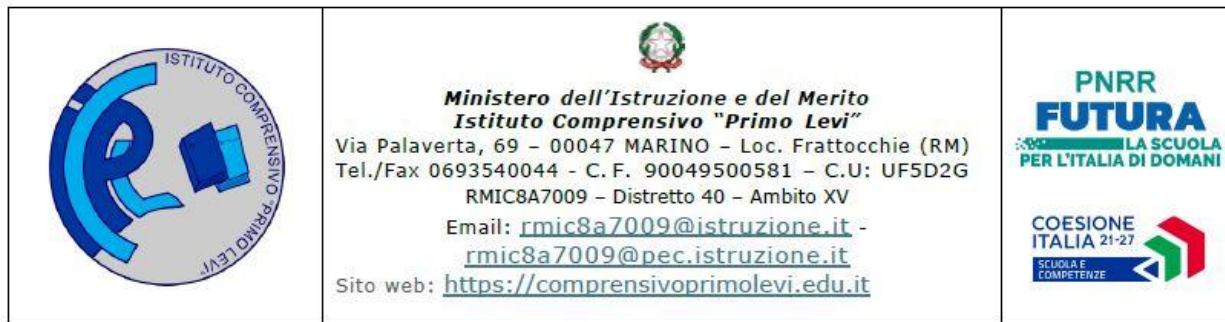 ISTITUTO COMPRENSIVO "PRIMO LEVI"
Ministero dell'Istruzione e del Merito
Istituto Comprensivo "Primo Levi"
Via Palaverta, 69 – 00047 MARINO – Loc. Frattocchie (RM)
Tel./Fax 0693540044 - C. F. 90049500581 – C.U: UF5D2G
RMIC8A7009 – Distretto 40 – Ambito XV
Email: rmic8a7009@istruzione.it -
rmic8a7009@pec.istruzione.it
Sito web: https://comprensivoprimolevi.edu.it
PNRR
FUTURA
LA SCUOLA
PER L'ITALIA DI DOMANI
COESIONE
ITALIA 21-27
SCUOLA E
COMPETENZE